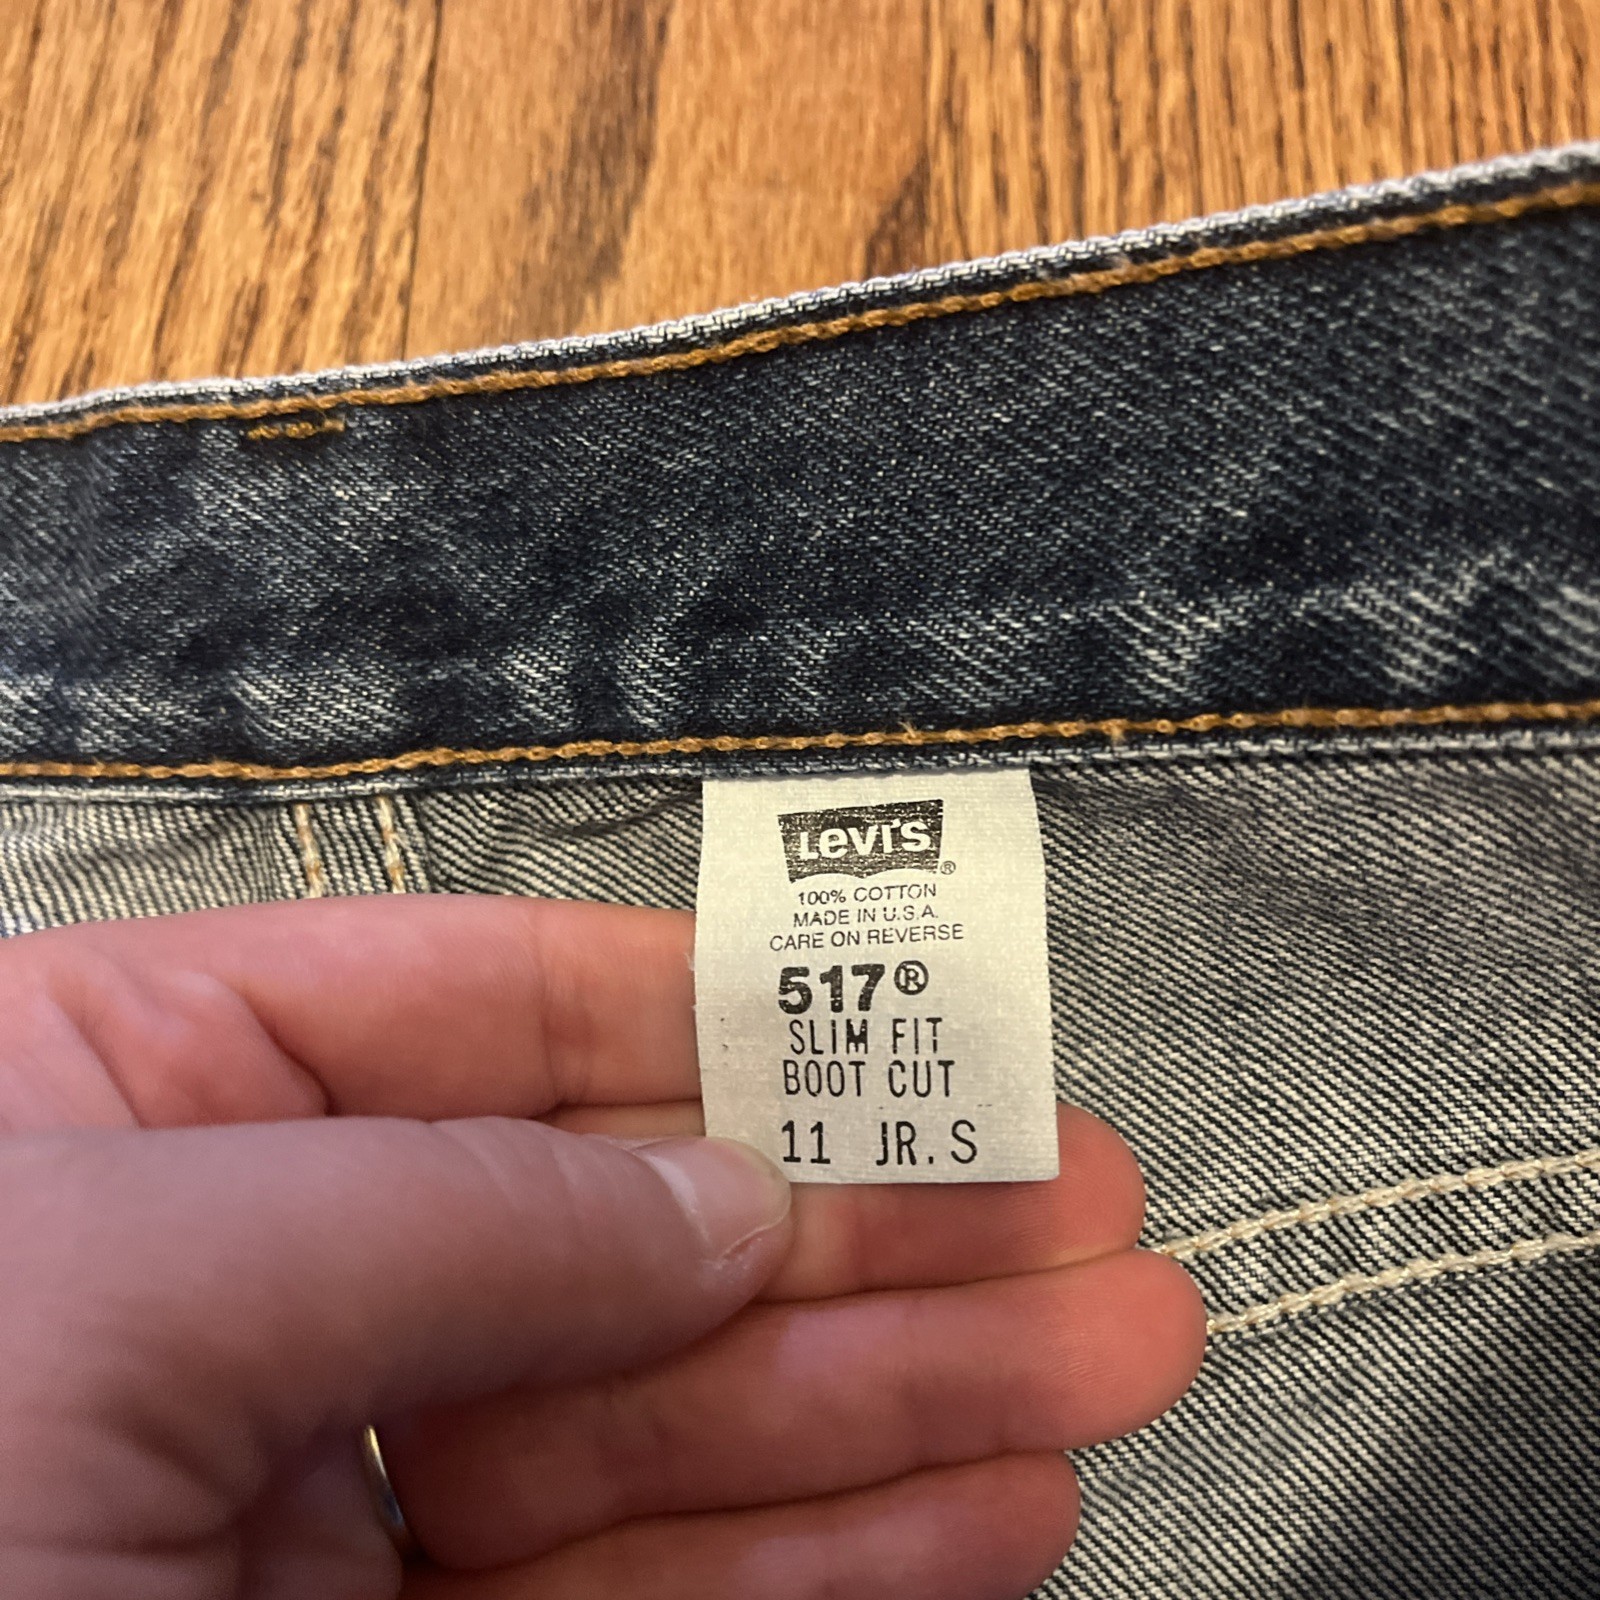 Levi's®
100% COTTON
MADE IN U.S.A.
CARE ON REVERSE
517®
SLIM FIT
BOOT CUT
11 JR. S